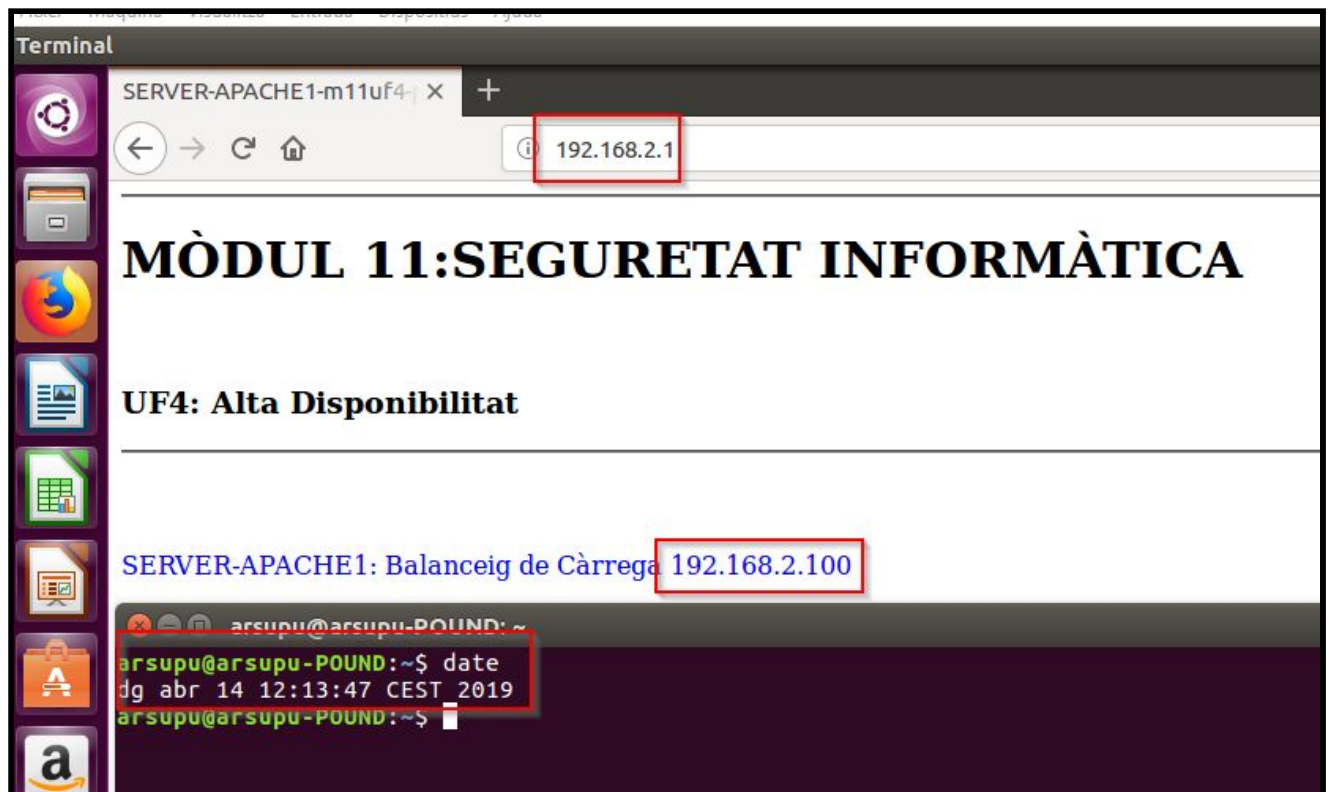 Terminal
SERVER-APACHE1-m11uf4-
192.168.2.1
MÒDUL 11:SEGURETAT INFORMÀTICA
UF4: Alta Disponibilitat
SERVER-APACHE1: Balanceig de Càrrega 192.168.2.100
arsupu@arsupu-POUND: ~
arsupu@arsupu-POUND:~$ date
dg abr 14 12:13:47 CEST 2019
arsupu@arsupu-POUND:~$